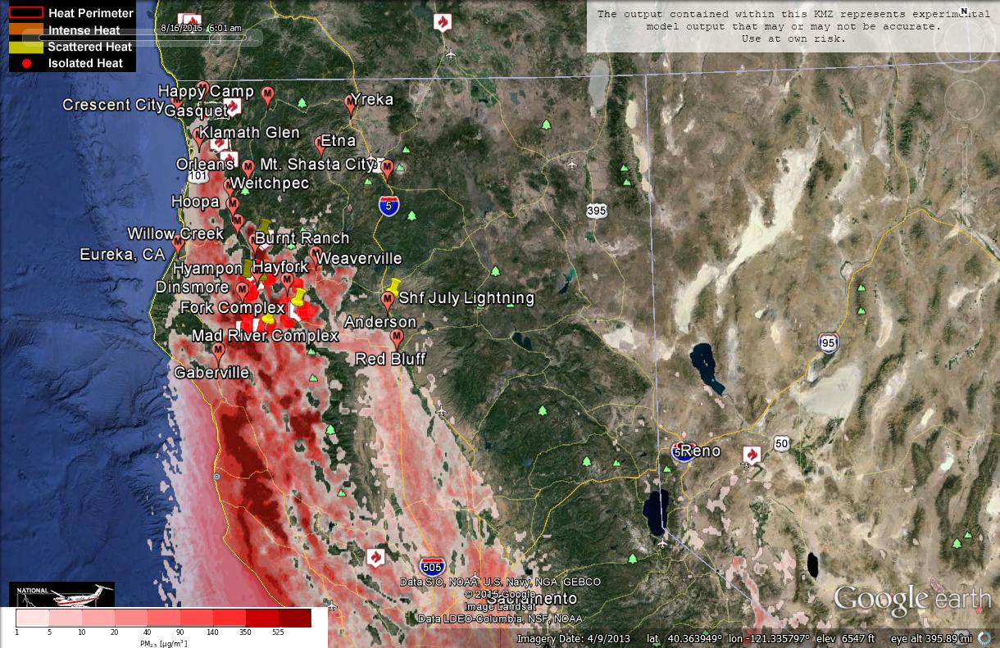 Heat Perimeter
Intense Heat
Scattered Heat
Isolated Heat
8/16/2015 6:01 am
The output contained within this KMZ represents experimental
model output that may or may not be accurate.
Use at own risk.
N
Happy Camp
Crescent City
Gasquet
Yreka
Klamath Glen
Etna
Orleans
Mt. Shasta City
101
Weitchpec
Hoopa
5
395
Willow Creek
Burnt Ranch
Eureka, CA
Weaverville
Hyampon
Hayfork
Dinsmore
Shf July Lightning
Fork Complex
Anderson
Mad River Complex
95
Red Bluff
Gaberville
50
Reno
505
Sacramento
Data SIO, NOAA, U.S. Navy, NGA, GEBCO
© 2015 Google
Image Landsat
Data LDEO-Columbia, NSF, NOAA
Google earth
NATIONAL
1 5 10 20 40 90 140 350 525
PM2.5 [µg/m³]
Imagery Date: 4/9/2013 lat 40.363949° lon -121.335797° elev 6547 ft eye alt 395.89 mi